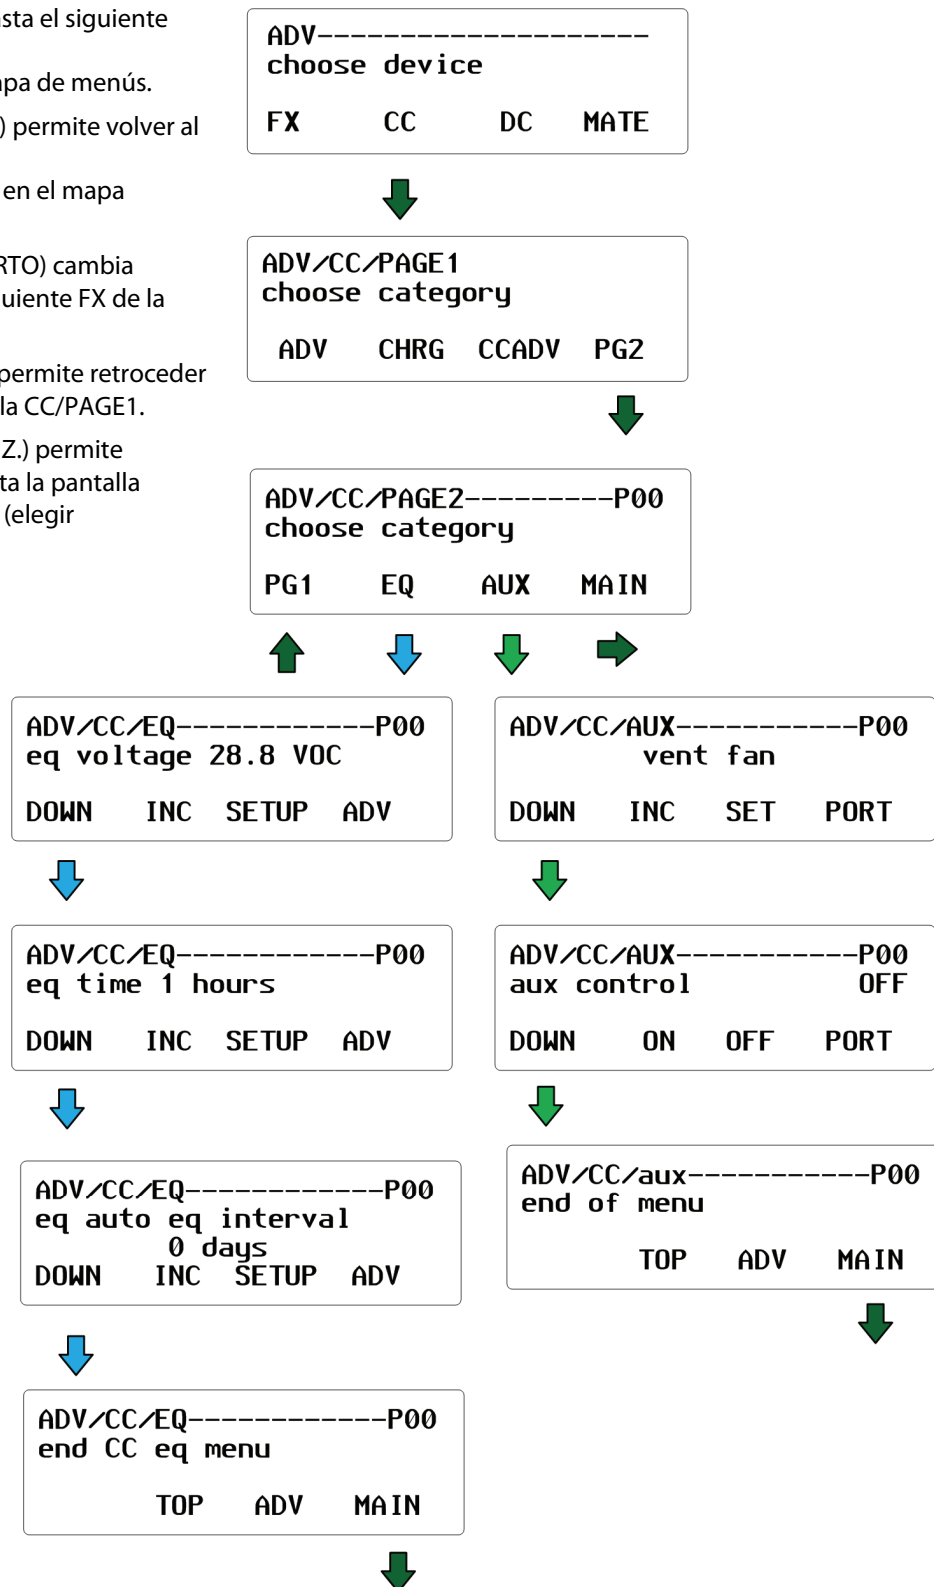 asta el siguiente
apa de menús.
) permite volver al
en el mapa
RTO) cambia
uiente FX de la
permite retroceder
la CC/PAGE1.
Z.) permite
ta la pantalla
(elegir
ADV--------------------
choose device
FX CC DC MATE
ADV/CC/PAGE1
choose category
ADV CHRG CCADV PG2
ADV/CC/PAGE2---------P00
choose category
PG1 EQ AUX MAIN
ADV/CC/EQ------------P00
eq voltage 28.8 VOC
DOWN INC SETUP ADV
ADV/CC/EQ------------P00
eq time 1 hours
DOWN INC SETUP ADV
ADV/CC/EQ------------P00
eq auto eq interval
0 days
DOWN INC SETUP ADV
ADV/CC/EQ------------P00
end CC eq menu
TOP ADV MAIN
ADV/CC/AUX-----------P00
vent fan
DOWN INC SET PORT
ADV/CC/AUX-----------P00
aux control OFF
DOWN ON OFF PORT
ADV/CC/aux-----------P00
end of menu
TOP ADV MAIN